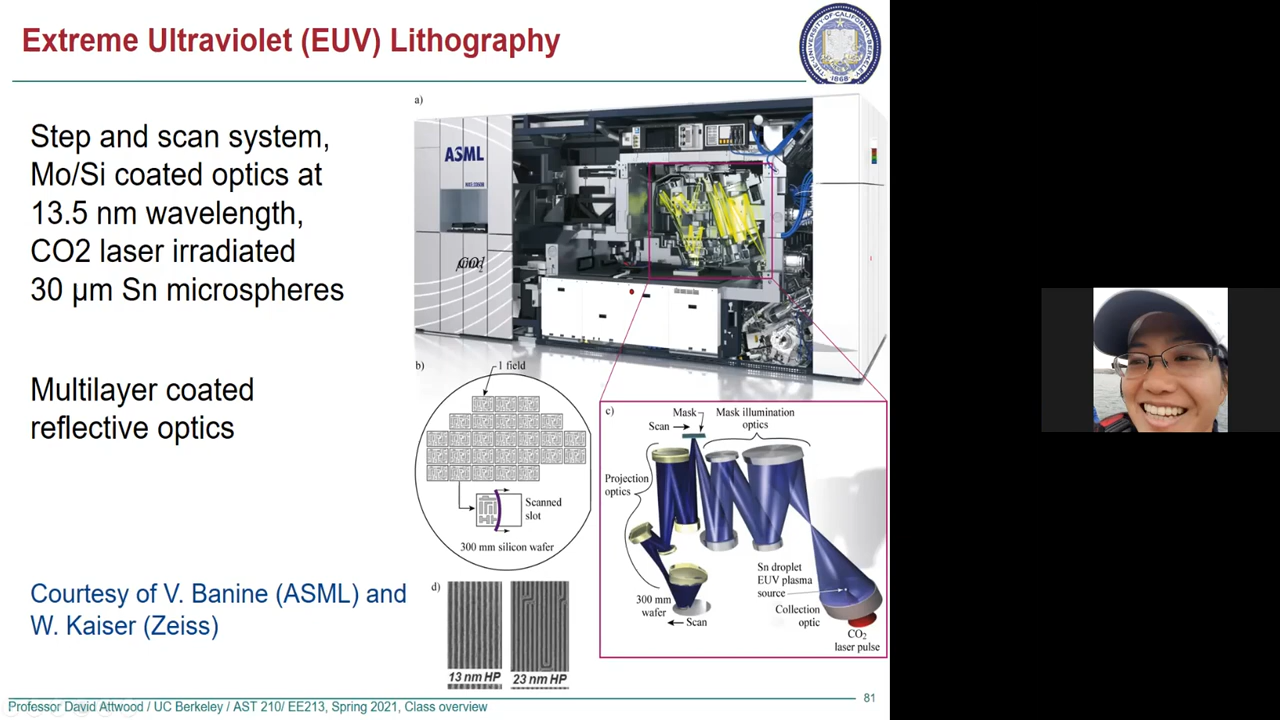 Extreme Ultraviolet (EUV) Lithography
Step and scan system,
Mo/Si coated optics at
13.5 nm wavelength,
CO2 laser irradiated
30 µm Sn microspheres
Multilayer coated
reflective optics
Courtesy of V. Banine (ASML) and
W. Kaiser (Zeiss)
a)
ASML
b)
1 field
Scanned
slot
300 mm silicon wafer
c)
Mask
Scan
Mask illumination
optics
Projection
optics
Sn droplet
EUV plasma
source
Collection
optic
300 mm
wafer
Scan
CO2
laser pulse
d)
13 nm HP
23 nm HP
Professor David Attwood / UC Berkeley / AST 210/ EE213, Spring 2021, Class overview
81